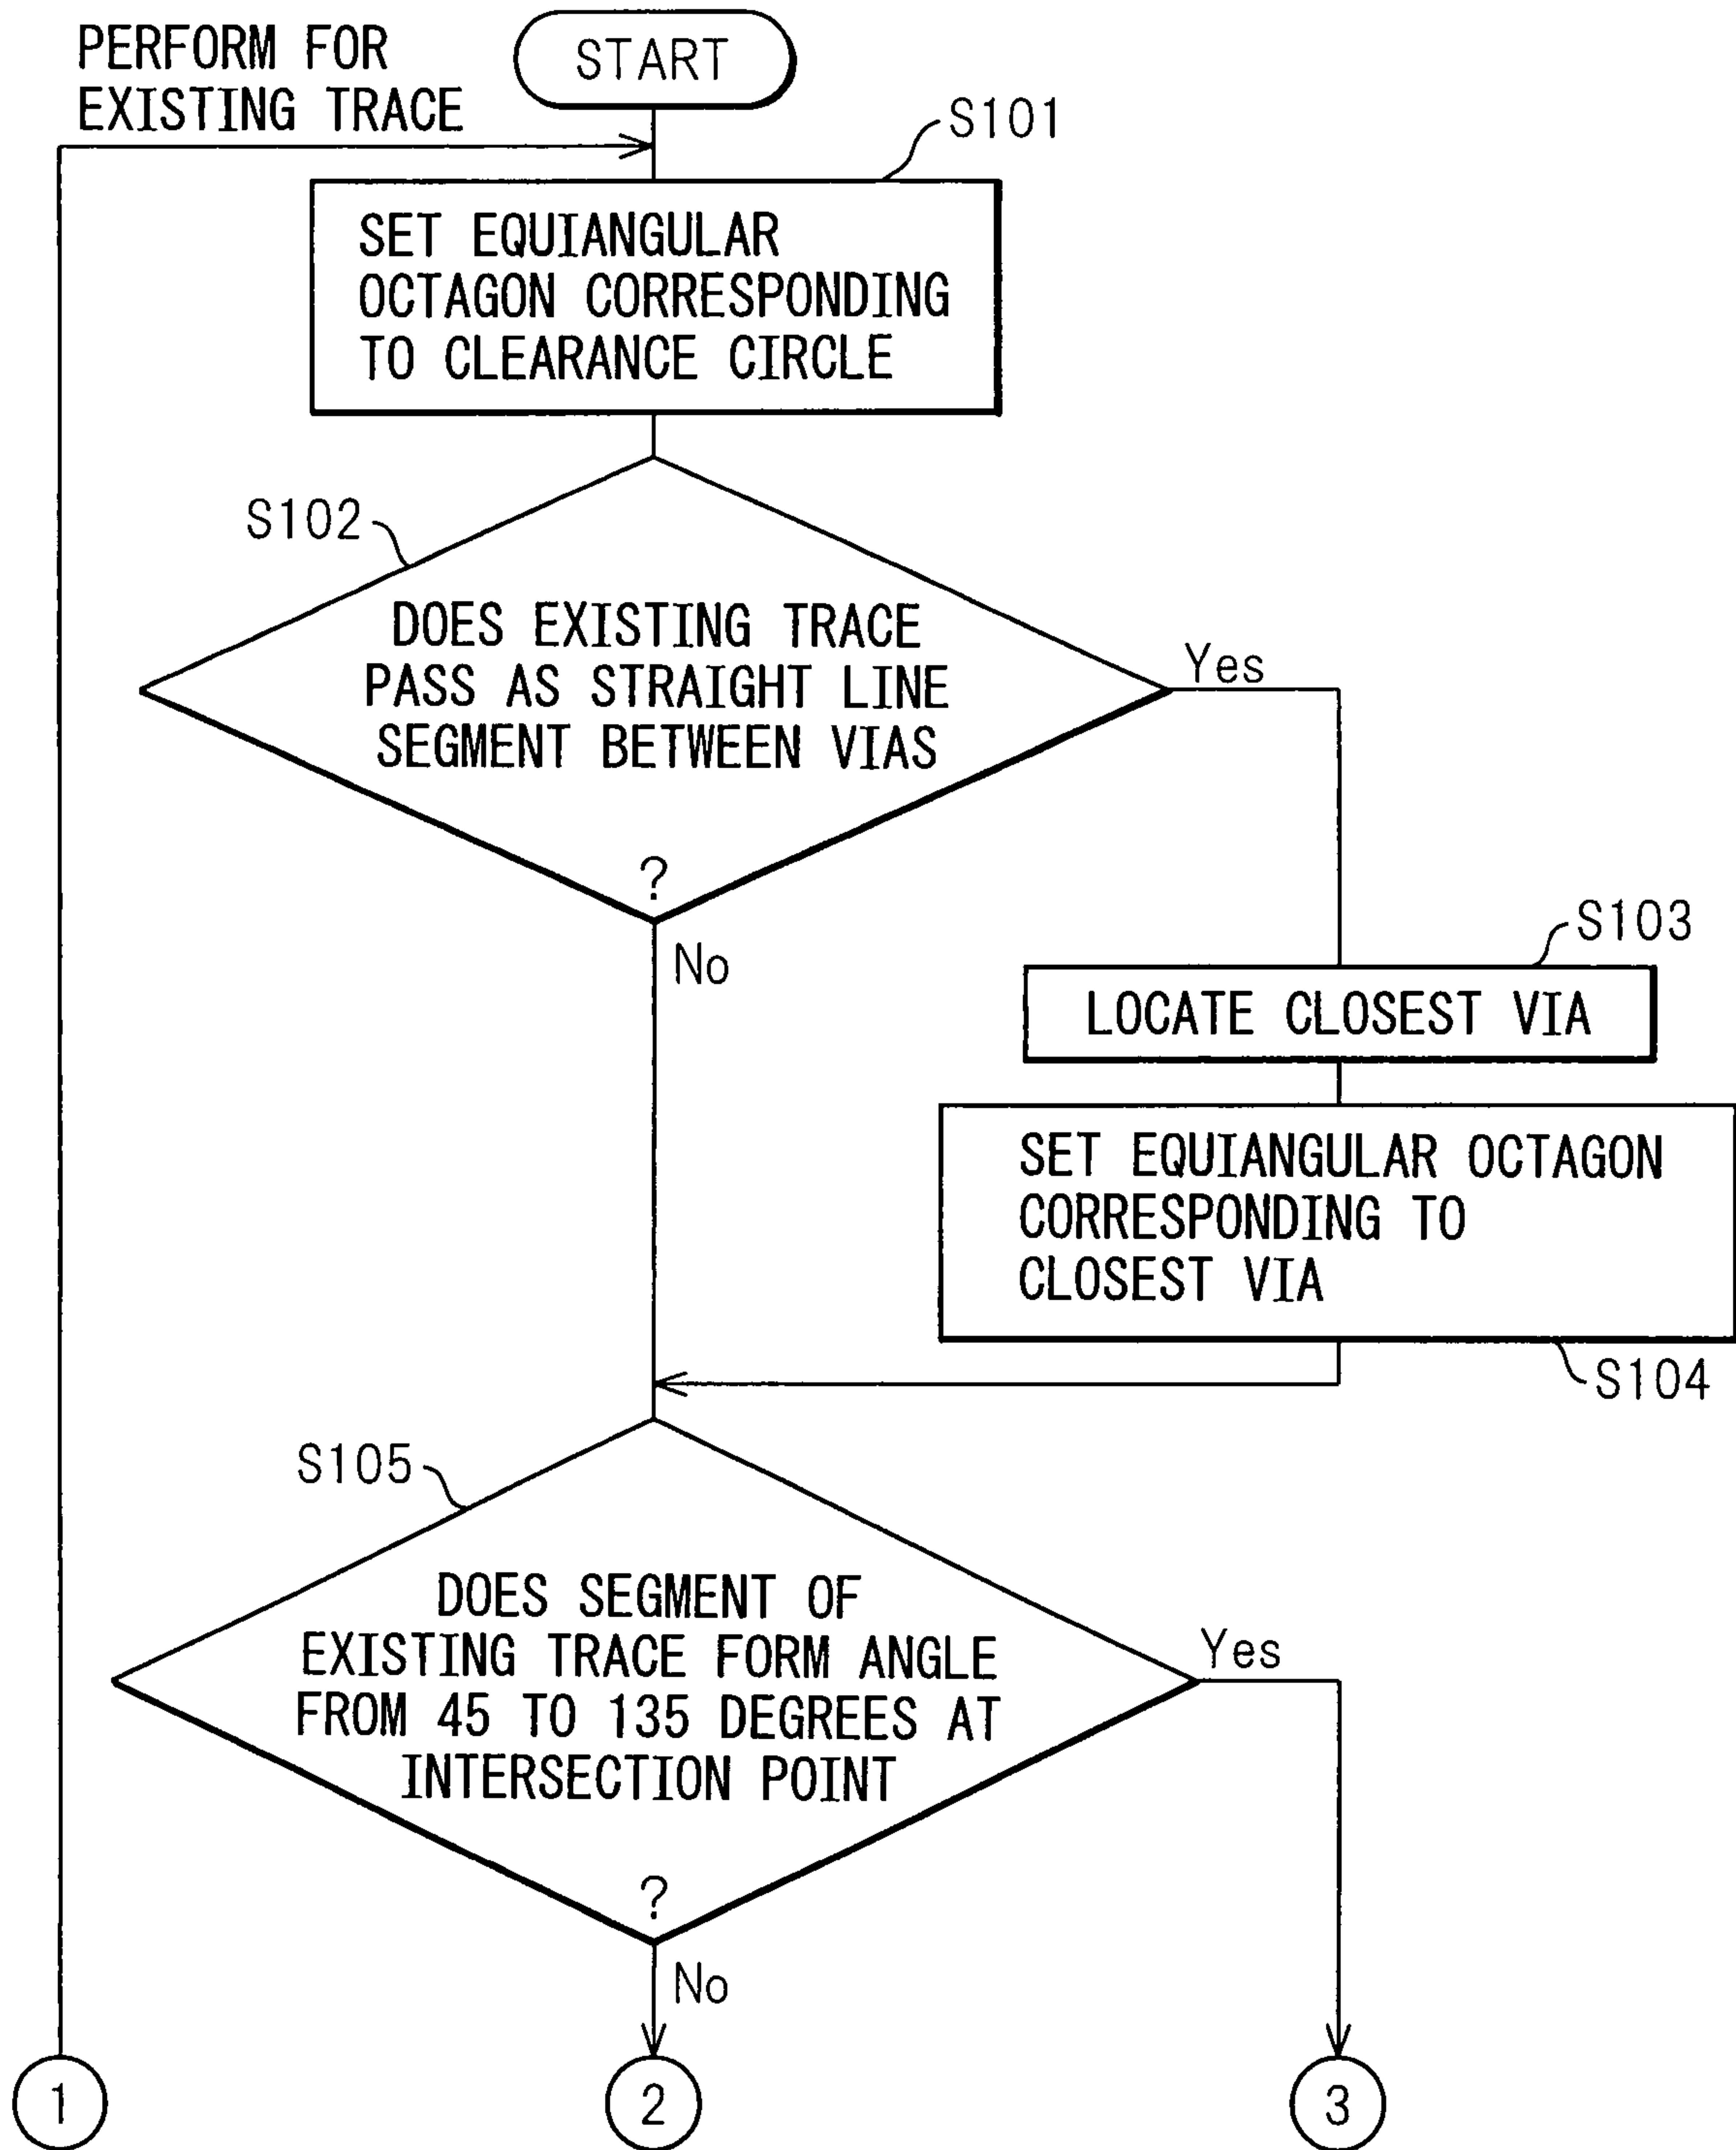 PERFORM FOR
EXISTING TRACE
START
S101
SET EQUIANGULAR
OCTAGON CORRESPONDING
TO CLEARANCE CIRCLE
S102
DOES EXISTING TRACE
PASS AS STRAIGHT LINE
SEGMENT BETWEEN VIAS
?
Yes
No
S103
LOCATE CLOSEST VIA
SET EQUIANGULAR OCTAGON
CORRESPONDING TO
CLOSEST VIA
S104
S105
DOES SEGMENT OF
EXISTING TRACE FORM ANGLE
FROM 45 TO 135 DEGREES AT
INTERSECTION POINT
?
Yes
No
1
2
3